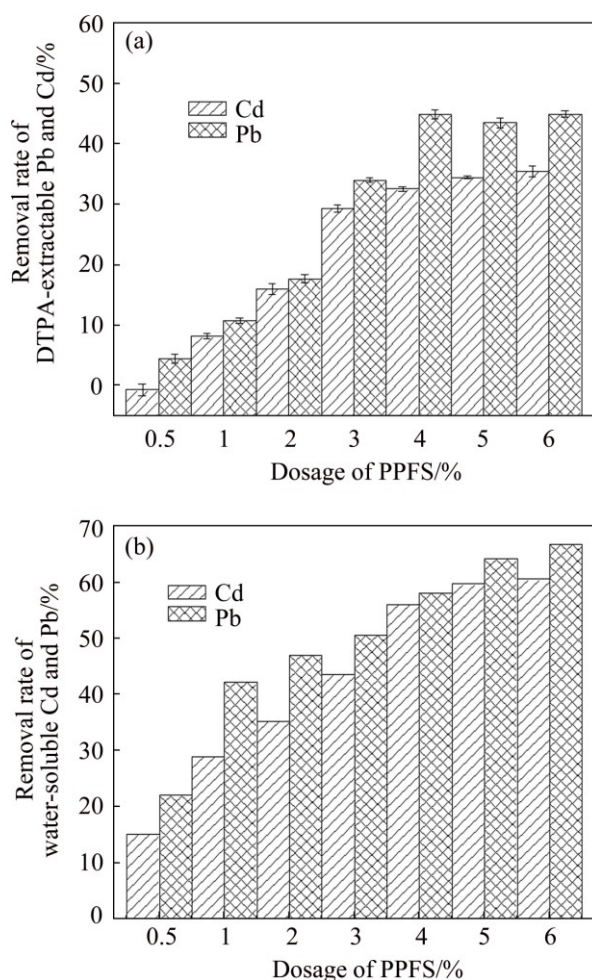 60
(a)
50
Cd
40
Pb
30
20
10
0
Removal rate of
DTPA-extractable Pb and Cd/%
0.5 1 2 3 4 5 6
Dosage of PPFS/%
70
(b)
60
Cd
50
Pb
40
30
20
10
0
Removal rate of
water-soluble Cd and Pb/%
0.5 1 2 3 4 5 6
Dosage of PPFS/%